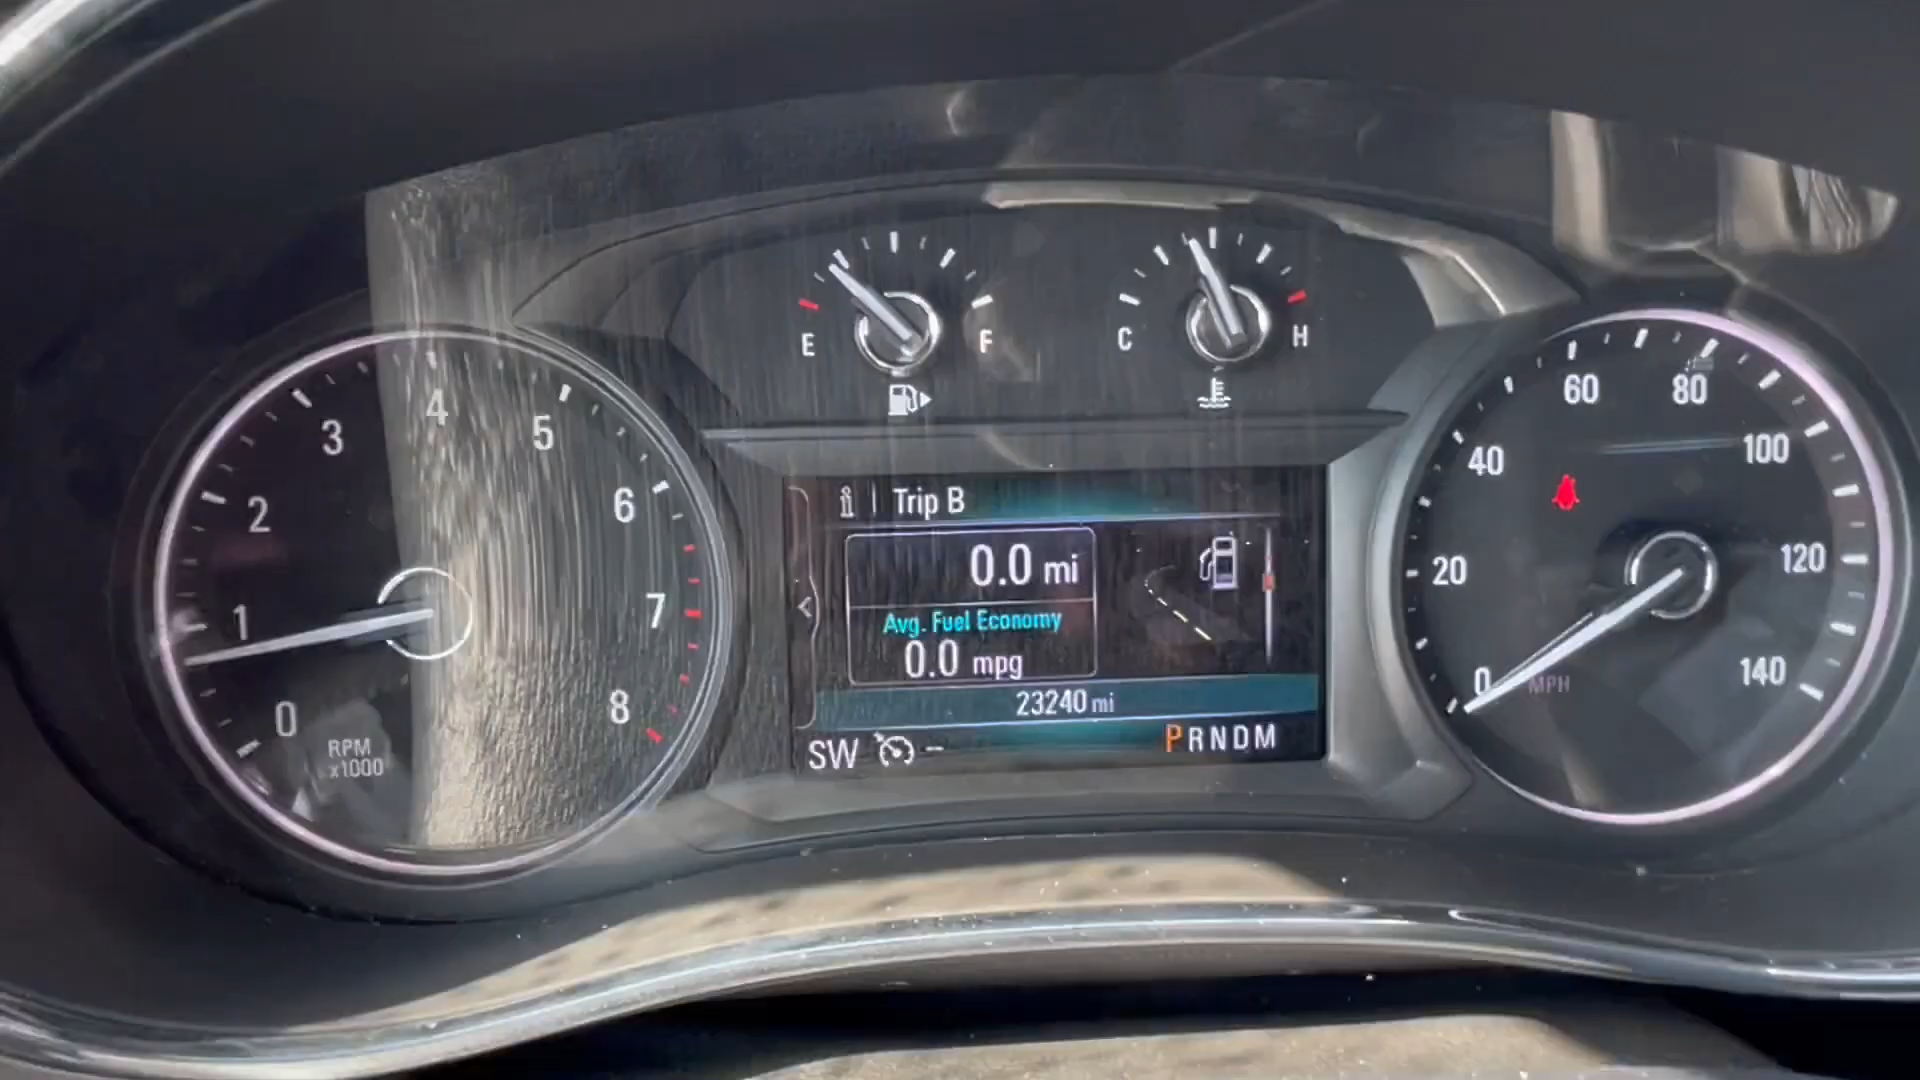 E F
C H
0 1 2 3 4 5 6 7 8
RPM
x1000
i Trip B
0.0 mi
Avg. Fuel Economy
0.0 mpg
23240 mi
SW --
PRNDM
0 20 40 60 80 100 120 140
MPH